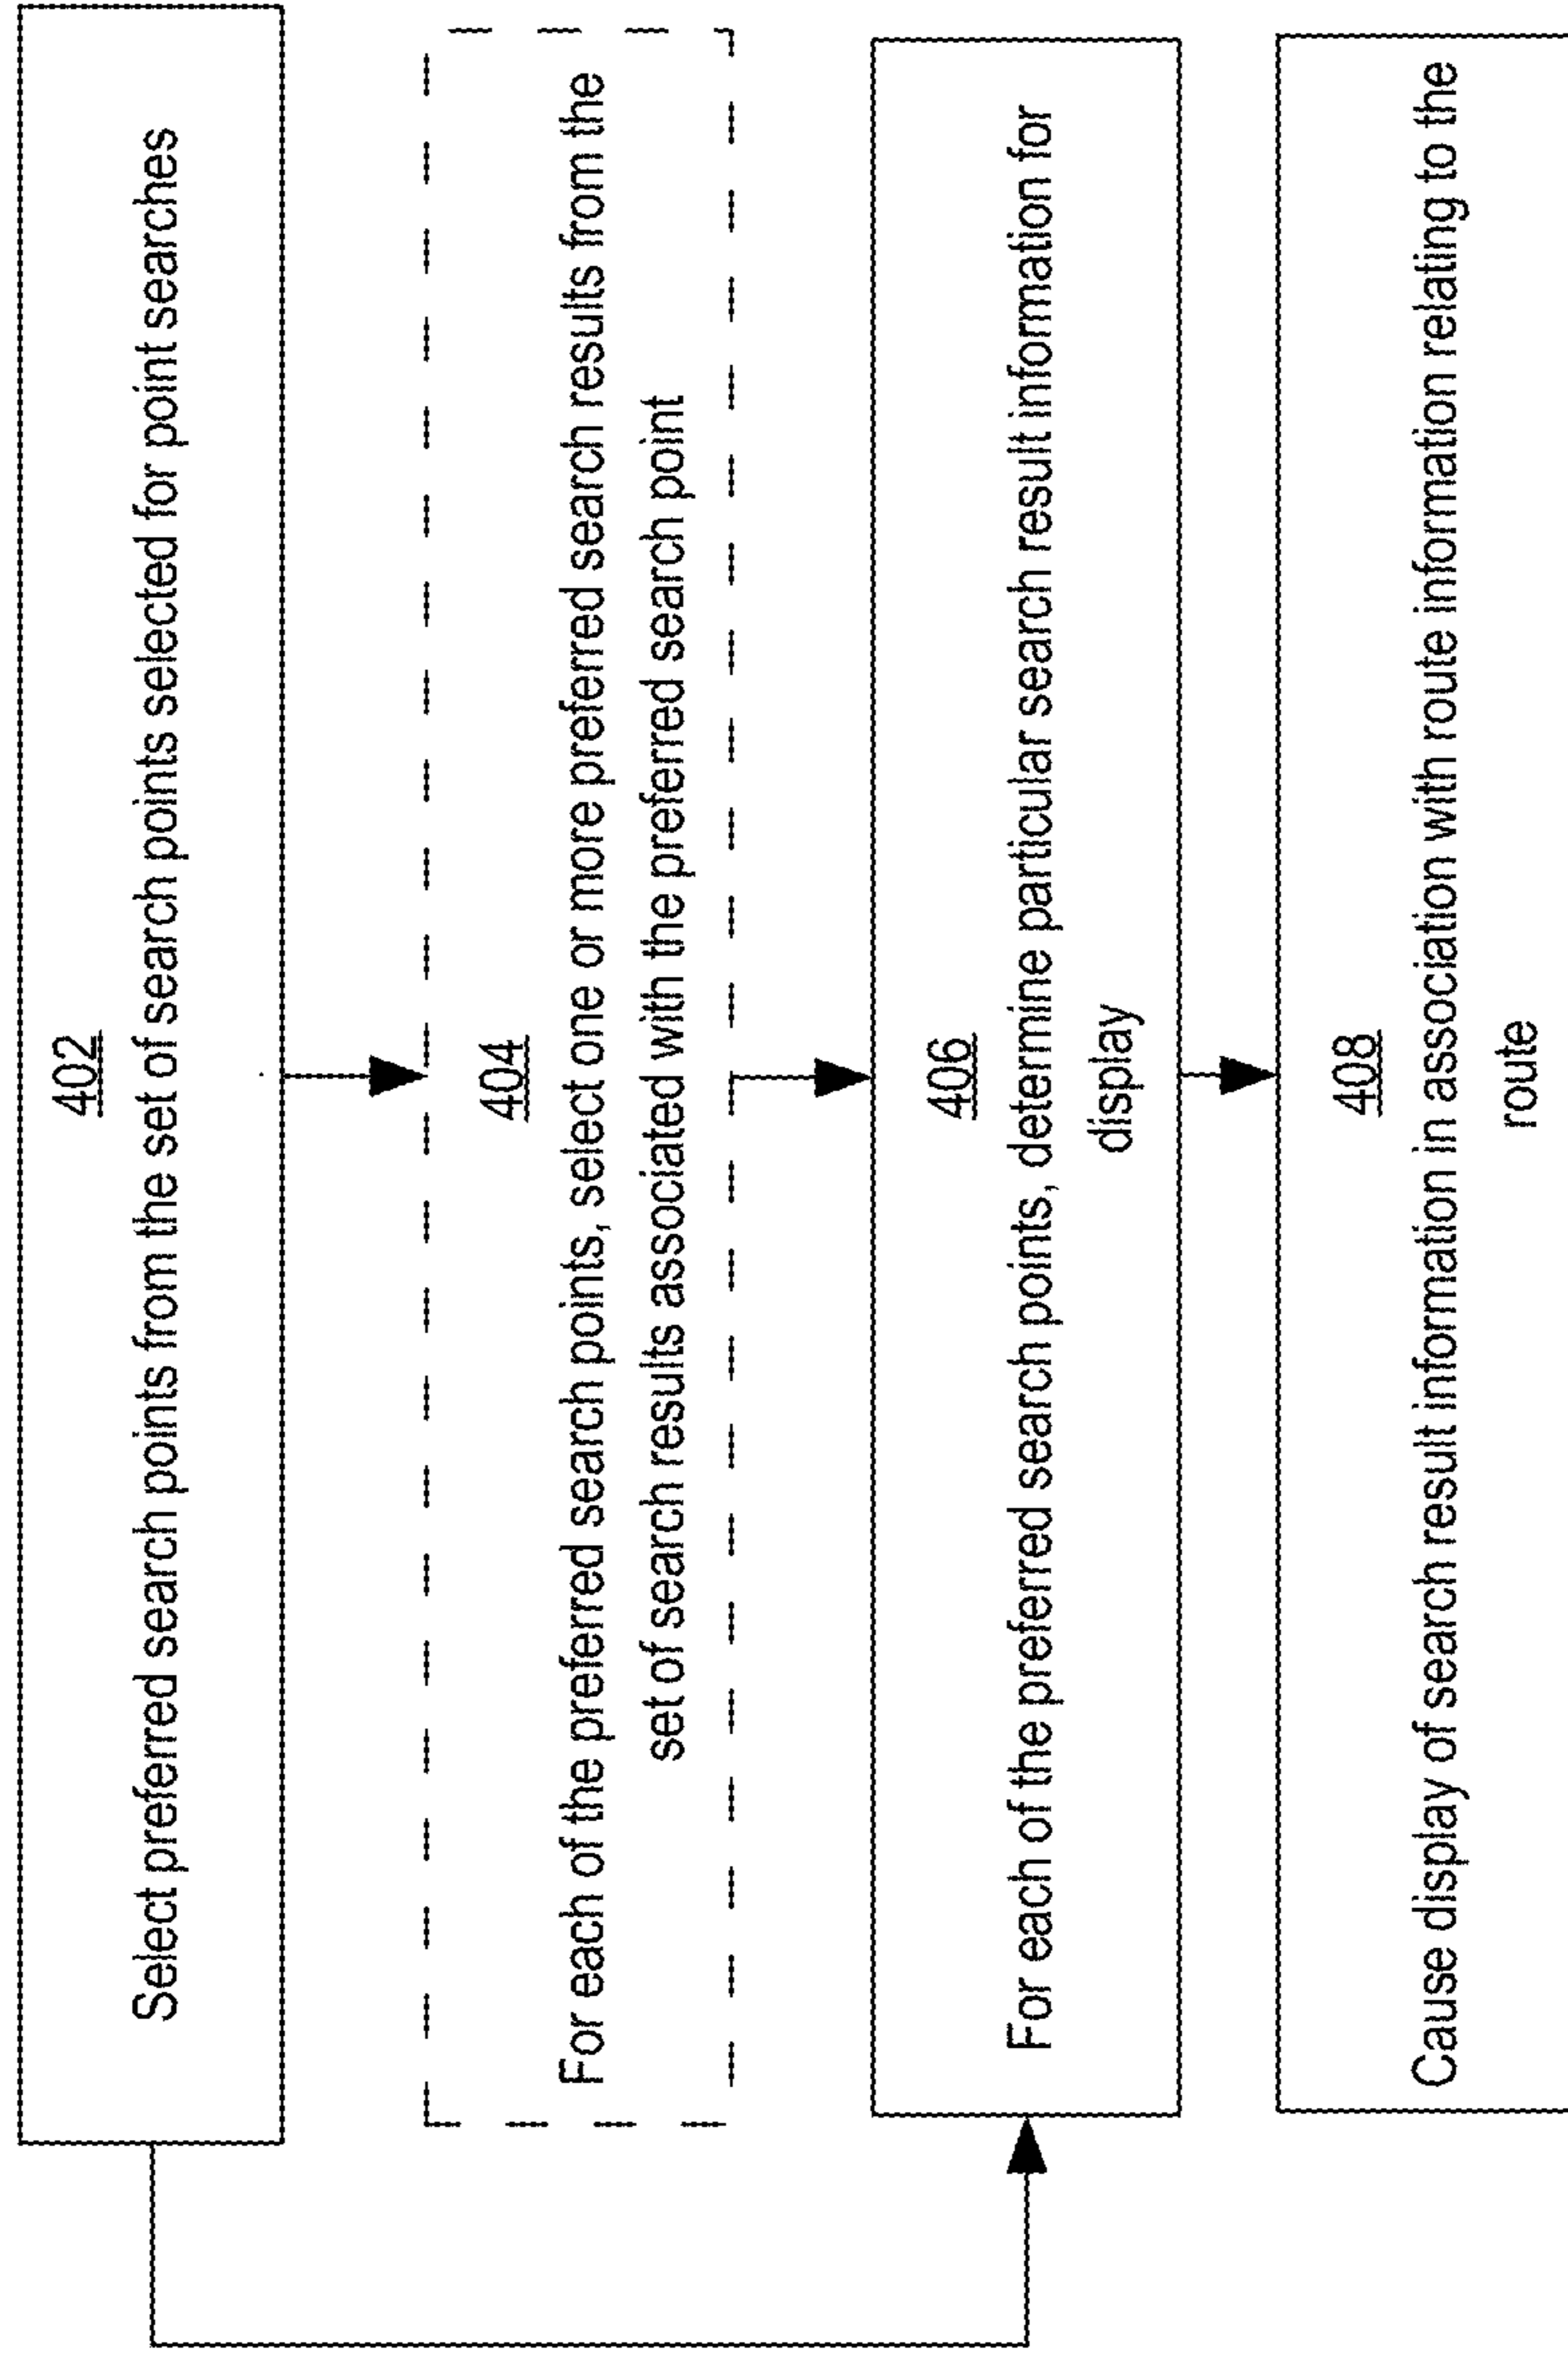 402
Select preferred search points from the set of search points selected for point searches
404
For each of the preferred search points, select one or more preferred search results from the
set of search results associated with the preferred search point
406
For each of the preferred search points, determine particular search result information for
display
408
Cause display of search result information in association with route information relating to the
route